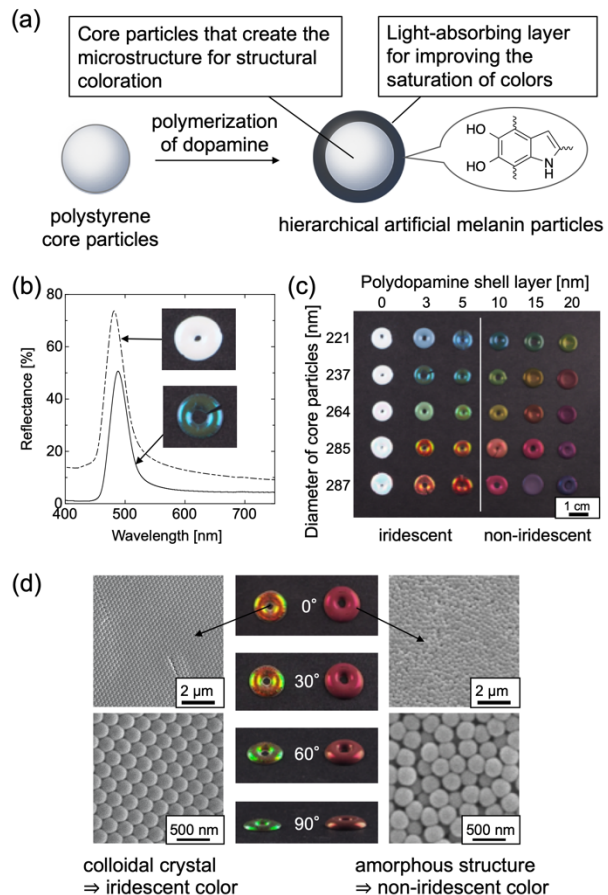 (a)
Core particles that create the
microstructure for structural
coloration
Light-absorbing layer
for improving the
saturation of colors
polymerization
of dopamine
HO
HO
NH
polystyrene
core particles
hierarchical artificial melanin particles
(b)
Reflectance [%]
80
60
40
20
0
400 500 600 700
Wavelength [nm]
(c)
Polydopamine shell layer [nm]
0 3 5 10 15 20
Diameter of core particles [nm]
221
237
264
285
287
iridescent non-iridescent
1 cm
(d)
2 μm
0°
2 μm
30°
60°
90°
500 nm
500 nm
colloidal crystal
⇒ iridescent color
amorphous structure
⇒ non-iridescent color